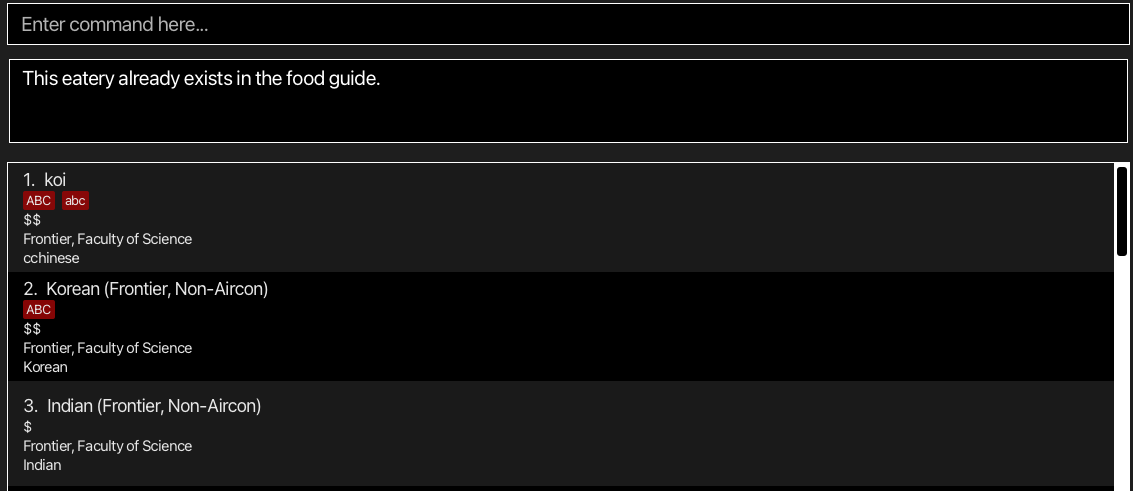 Enter command here...
This eatery already exists in the food guide.
1. koi
ABC abc
$$
Frontier, Faculty of Science
cchinese
2. Korean (Frontier, Non-Aircon)
ABC
$$
Frontier, Faculty of Science
Korean
3. Indian (Frontier, Non-Aircon)
$
Frontier, Faculty of Science
Indian